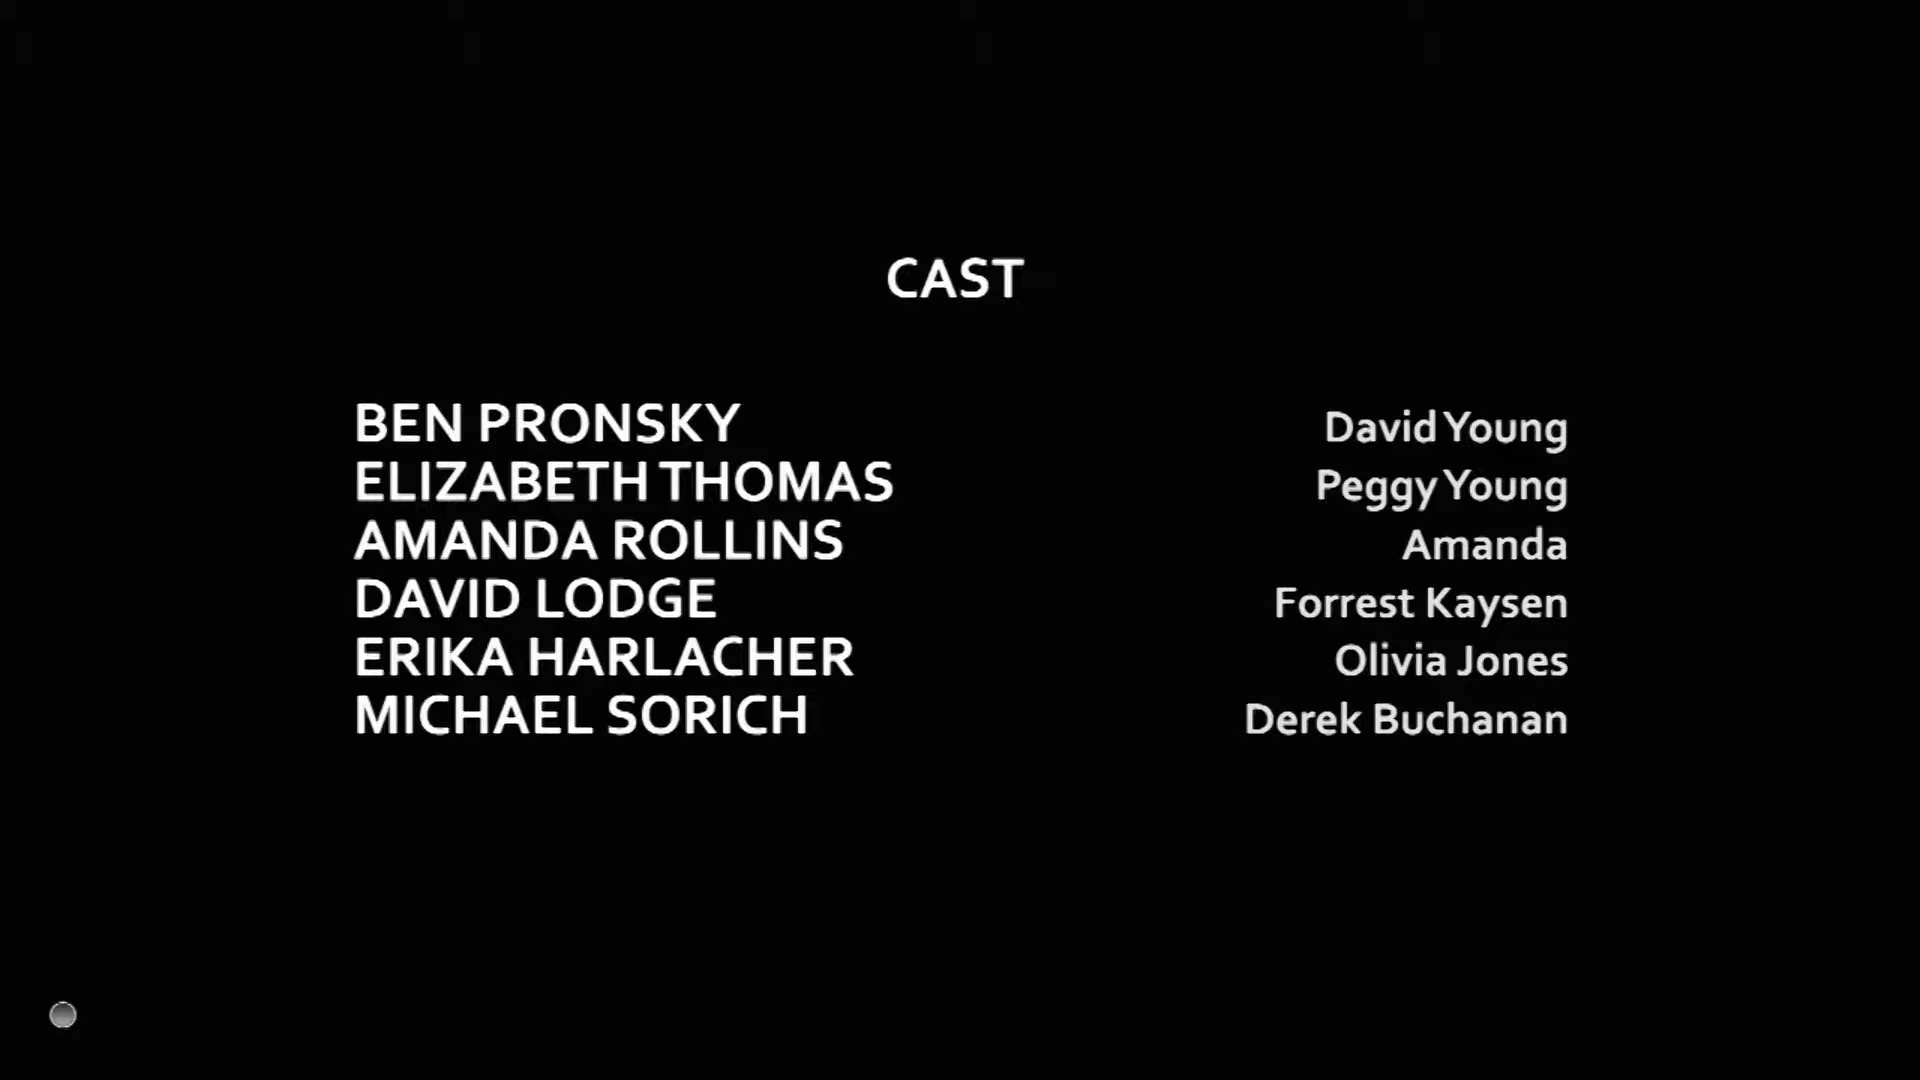 CAST
BEN PRONSKY David Young
ELIZABETH THOMAS Peggy Young
AMANDA ROLLINS Amanda
DAVID LODGE Forrest Kaysen
ERIKA HARLACHER Olivia Jones
MICHAEL SORICH Derek Buchanan